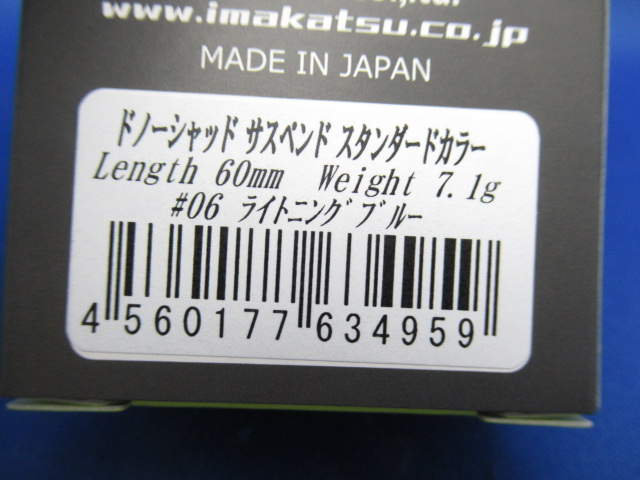 www.imakatsu.co.jp
MADE IN JAPAN
ドノーシャッド サスペンド スタンダードカラー
Length 60mm Weight 7.1g
#06 ライトニングブルー
4 560177 634959